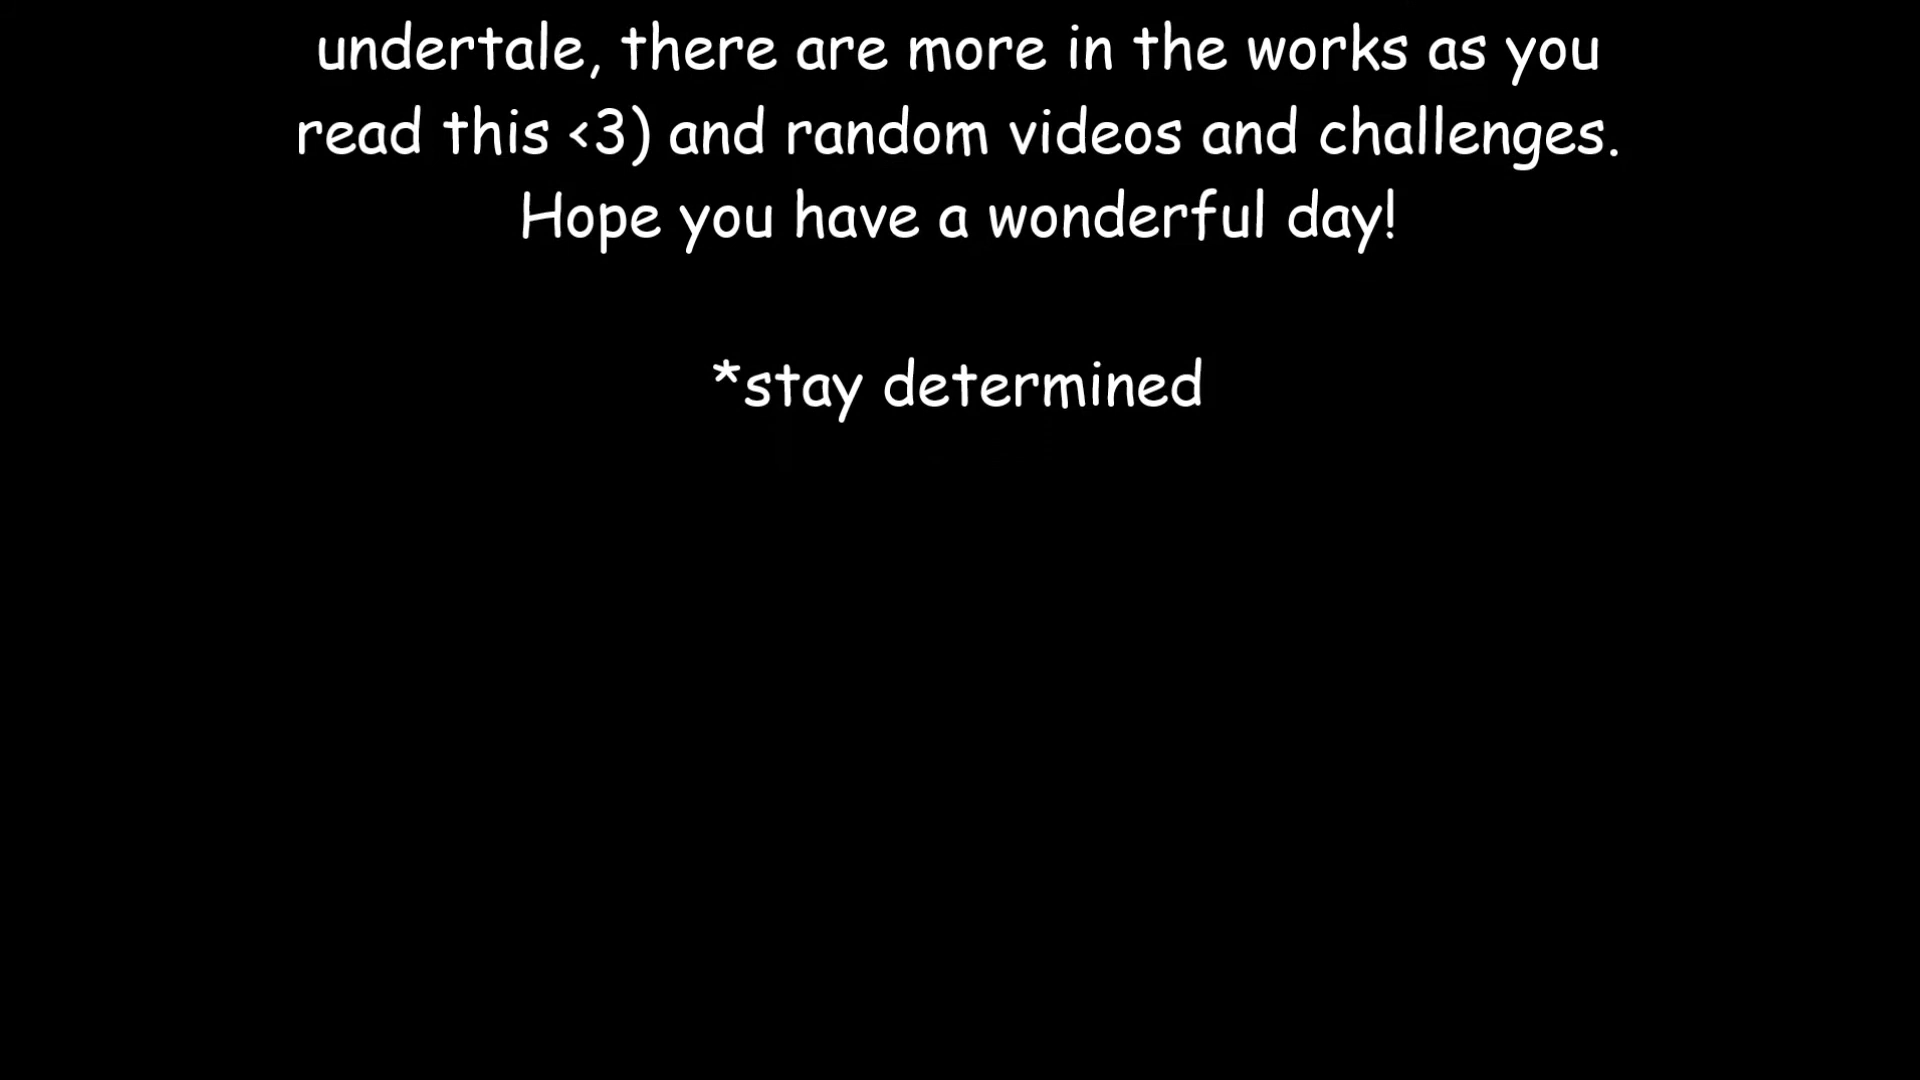 undertale, there are more in the works as you
read this <3) and random videos and challenges.
Hope you have a wonderful day!
*stay determined